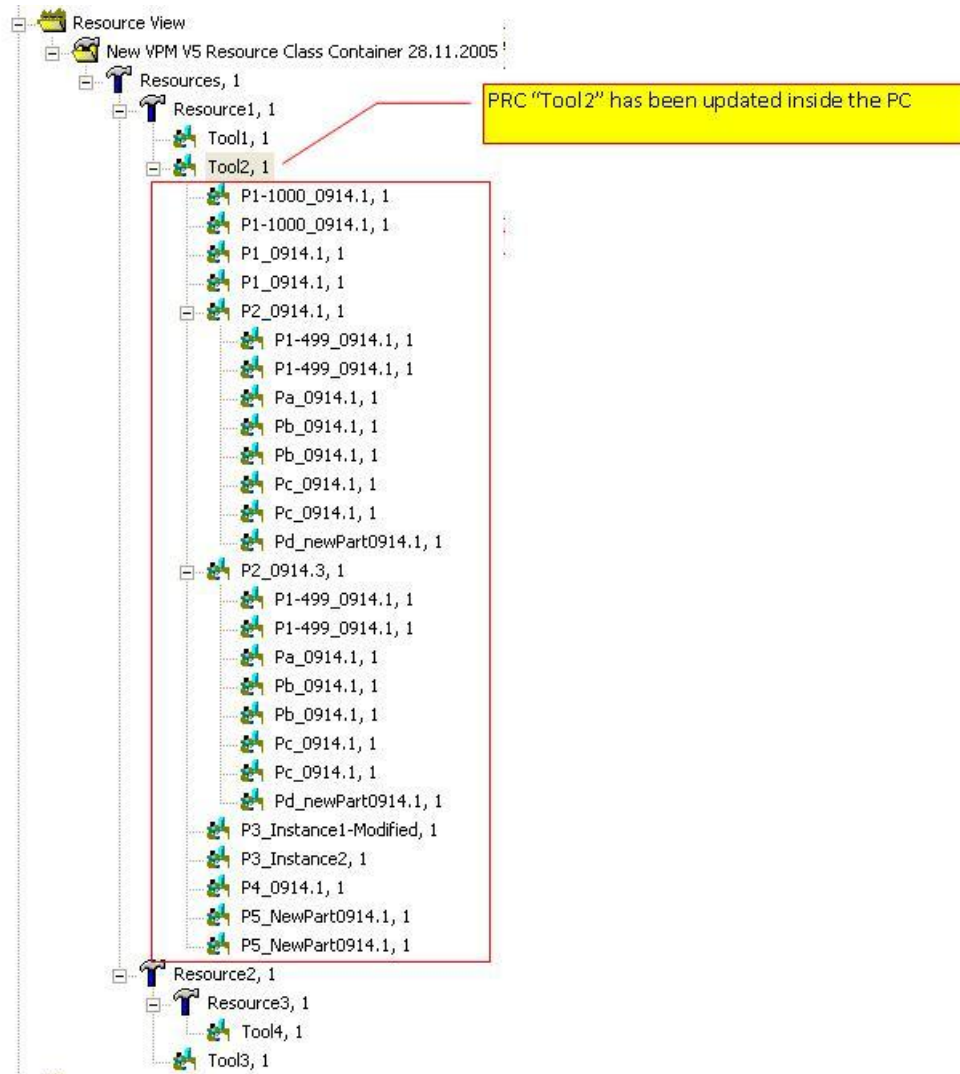 Resource View
New VPM V5 Resource Class Container 28.11.2005
Resources, 1
Resource1, 1
PRC "Tool2" has been updated inside the PC
Tool1, 1
Tool2, 1
P1-1000_0914.1, 1
P1-1000_0914.1, 1
P1_0914.1, 1
P1_0914.1, 1
P2_0914.1, 1
P1-499_0914.1, 1
P1-499_0914.1, 1
Pa_0914.1, 1
Pb_0914.1, 1
Pb_0914.1, 1
Pc_0914.1, 1
Pc_0914.1, 1
Pd_newPart0914.1, 1
P2_0914.3, 1
P1-499_0914.1, 1
P1-499_0914.1, 1
Pa_0914.1, 1
Pb_0914.1, 1
Pb_0914.1, 1
Pc_0914.1, 1
Pc_0914.1, 1
Pd_newPart0914.1, 1
P3_Instance1-Modified, 1
P3_Instance2, 1
P4_0914.1, 1
P5_NewPart0914.1, 1
P5_NewPart0914.1, 1
Resource2, 1
Resource3, 1
Tool4, 1
Tool3, 1